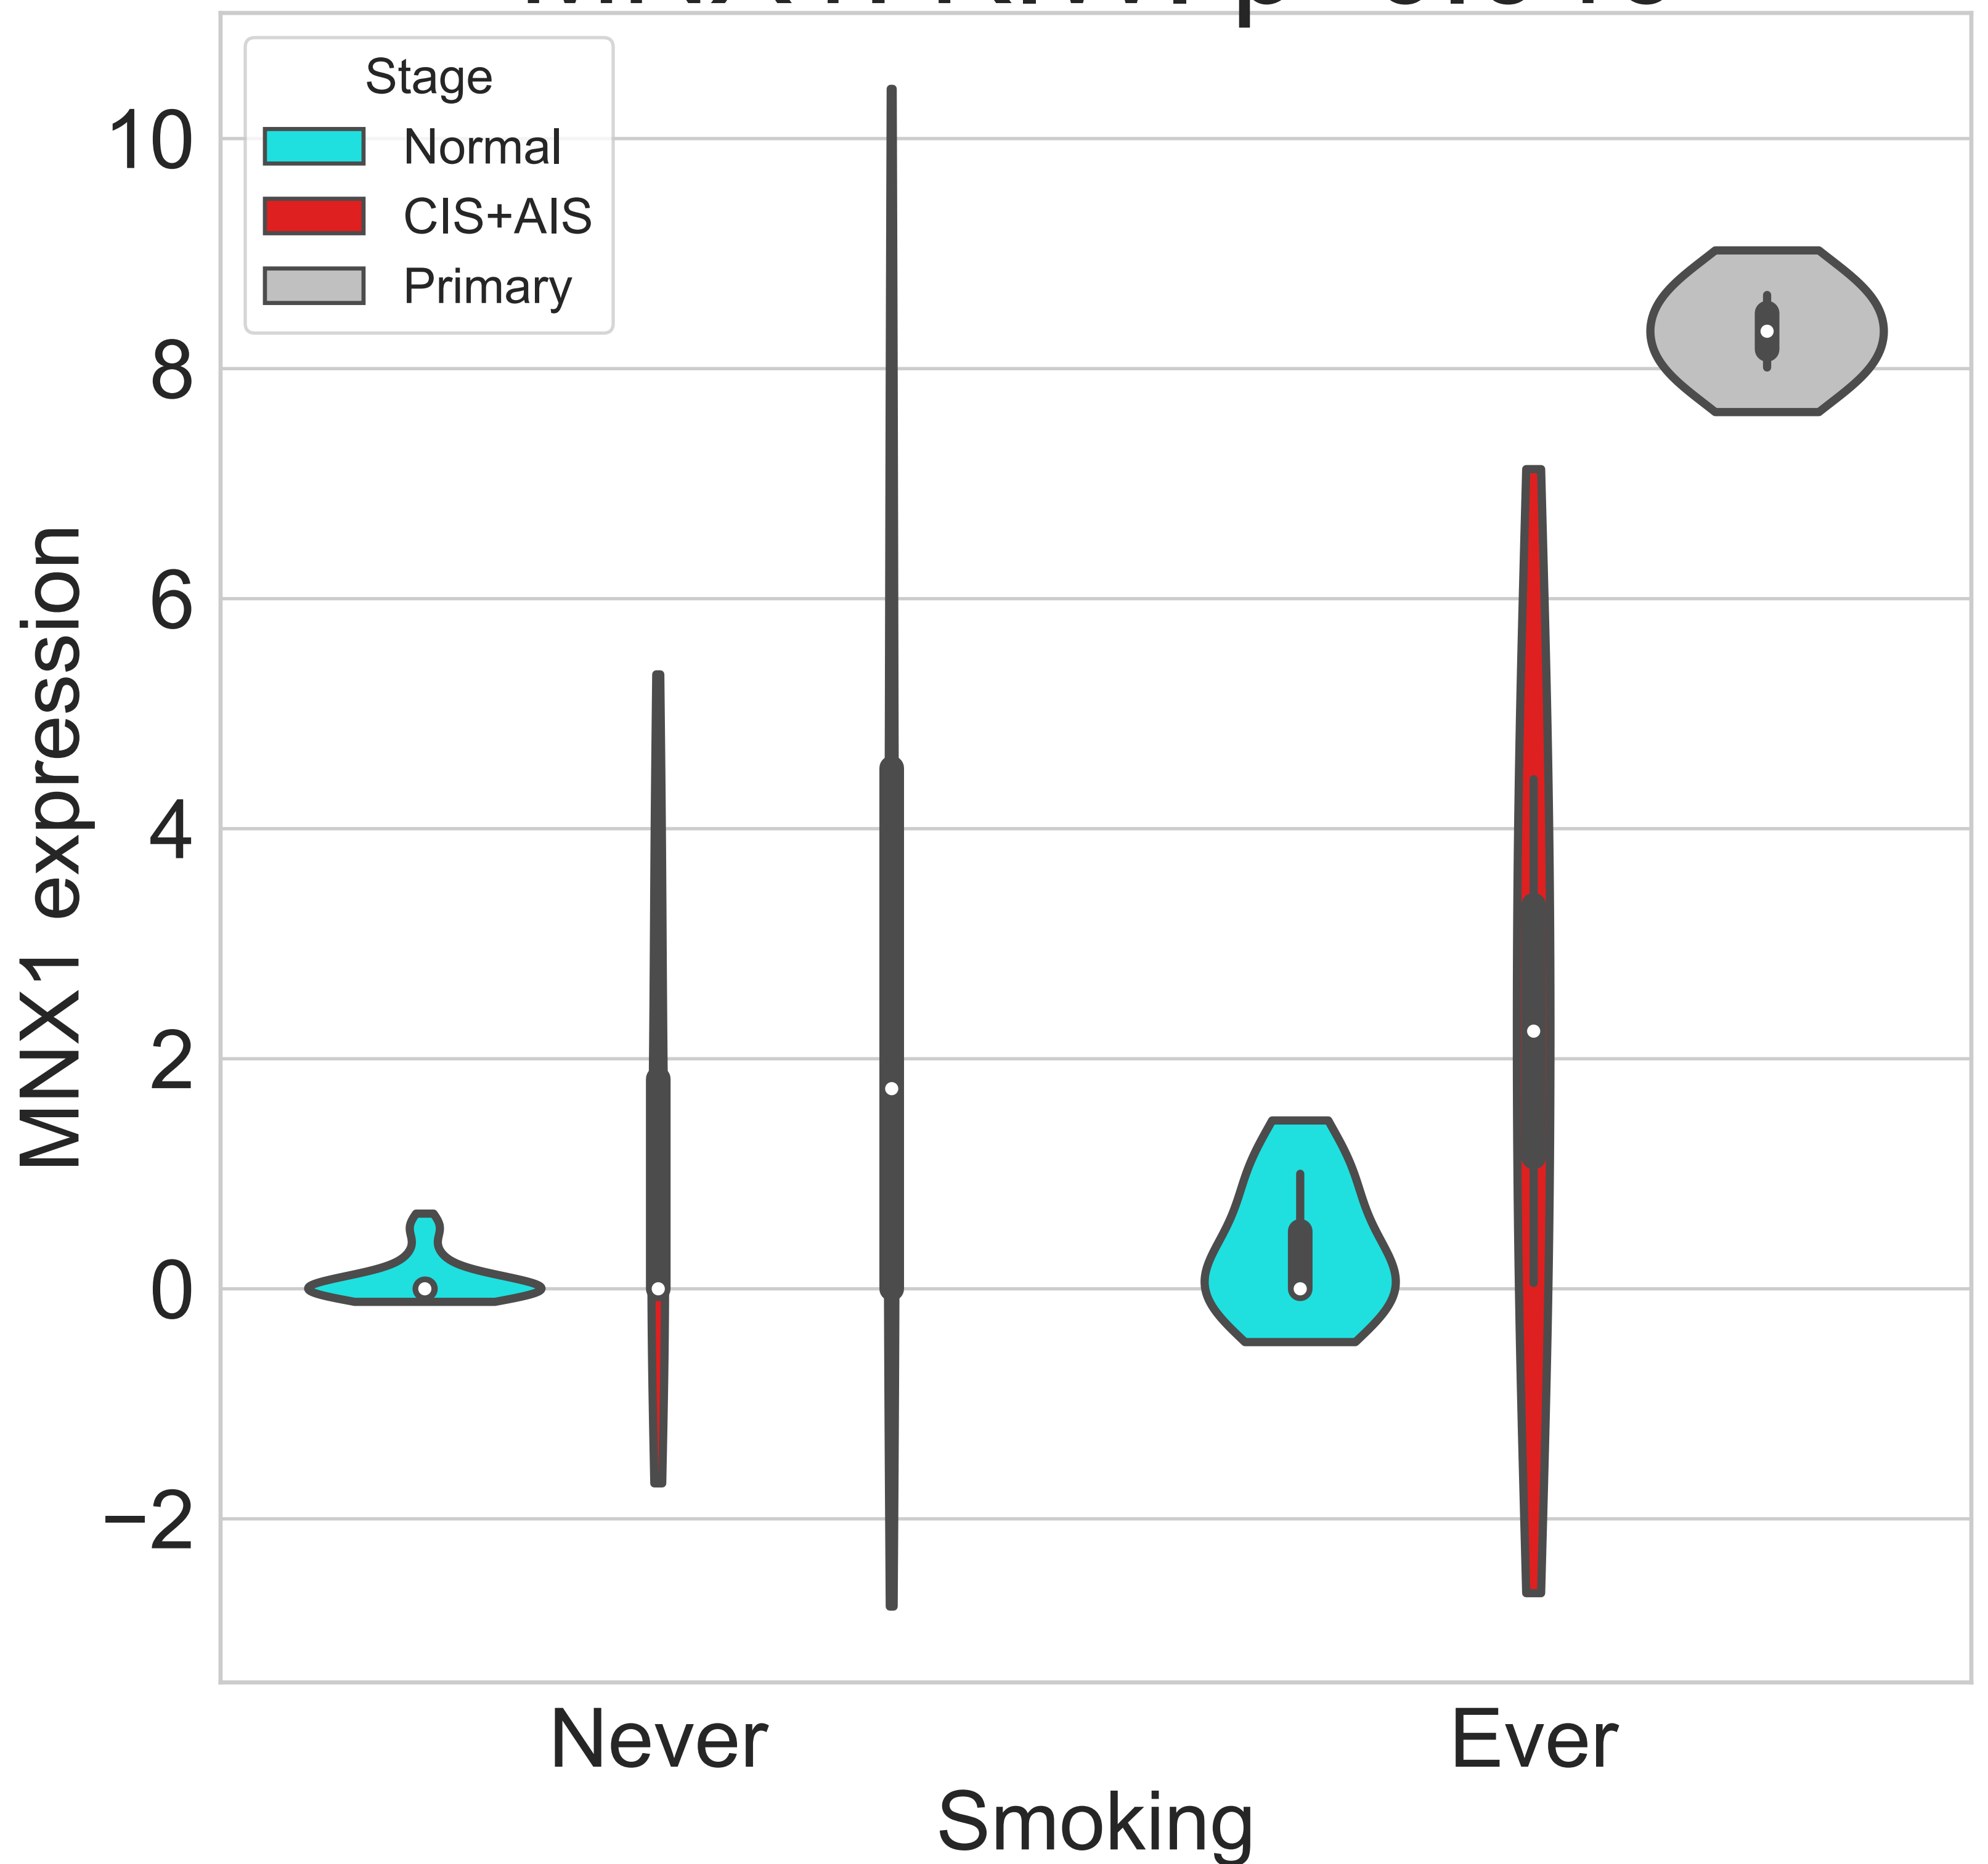 Stage
Normal
CIS+AIS
Primary
10
8
6
4
2
0
−2
MNX1 expression
Never
Ever
Smoking